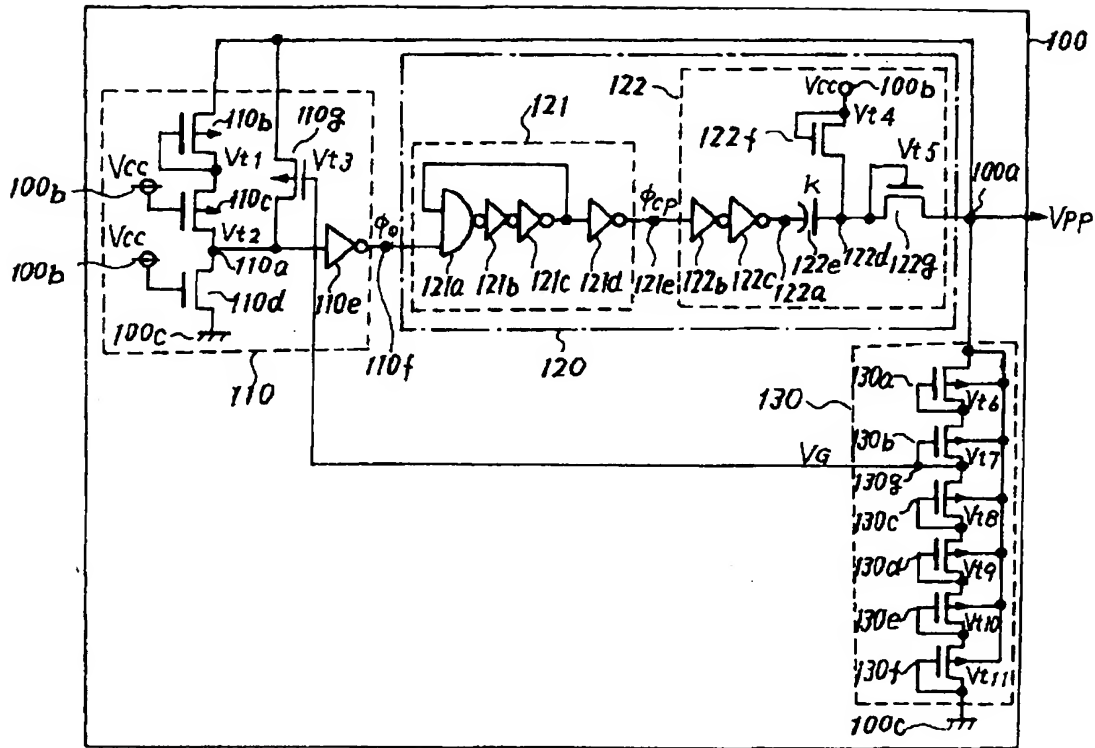 100
122
Vcc
100b
110b
110g
121
Vt4
122f
Vt5
100a
Vt1
Vt3
Vcc
100b
110c
φo
φcp
K
VPP
Vcc
Vt2
100b
110a
122d
122g
122e
110d
110e
121a
121b
121c
121d
121e
122b
122c
122a
100c
110f
120
110
130a
130
Vt6
130b
VG
Vt7
130g
130c
Vt8
130d
Vt9
130e
Vt10
130f
Vt11
100c